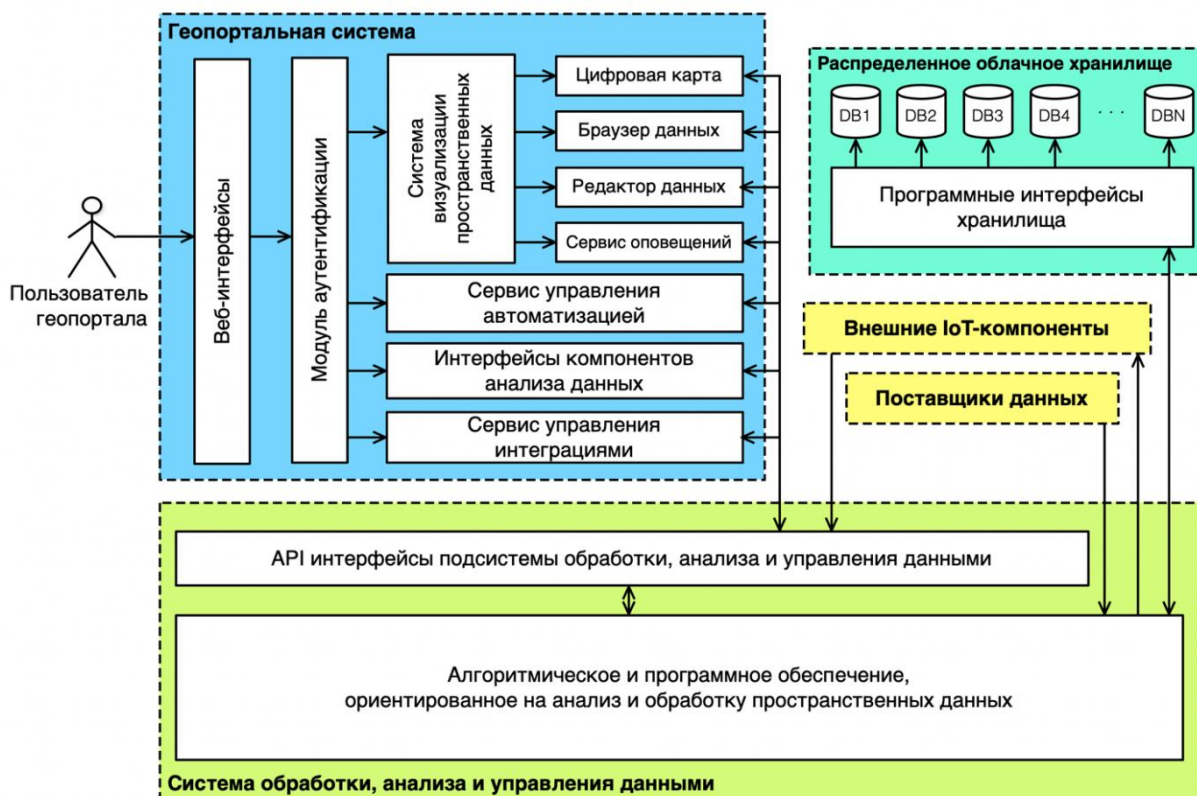 Геопортальная система
Веб-интерфейсы
Модуль аутентификации
Система
визуализации
пространственных
данных
Цифровая карта
Браузер данных
Редактор данных
Сервис оповещений
Сервис управления
автоматизацией
Интерфейсы компонентов
анализа данных
Сервис управления
интеграциями
Пользователь
геопортала
Распределенное облачное хранилище
DB1
DB2
DB3
DB4
. . .
DBN
Программные интерфейсы
хранилища
Внешние IoT-компоненты
Поставщики данных
API интерфейсы подсистемы обработки, анализа и управления данными
Алгоритмическое и программное обеспечение,
ориентированное на анализ и обработку пространственных данных
Система обработки, анализа и управления данными